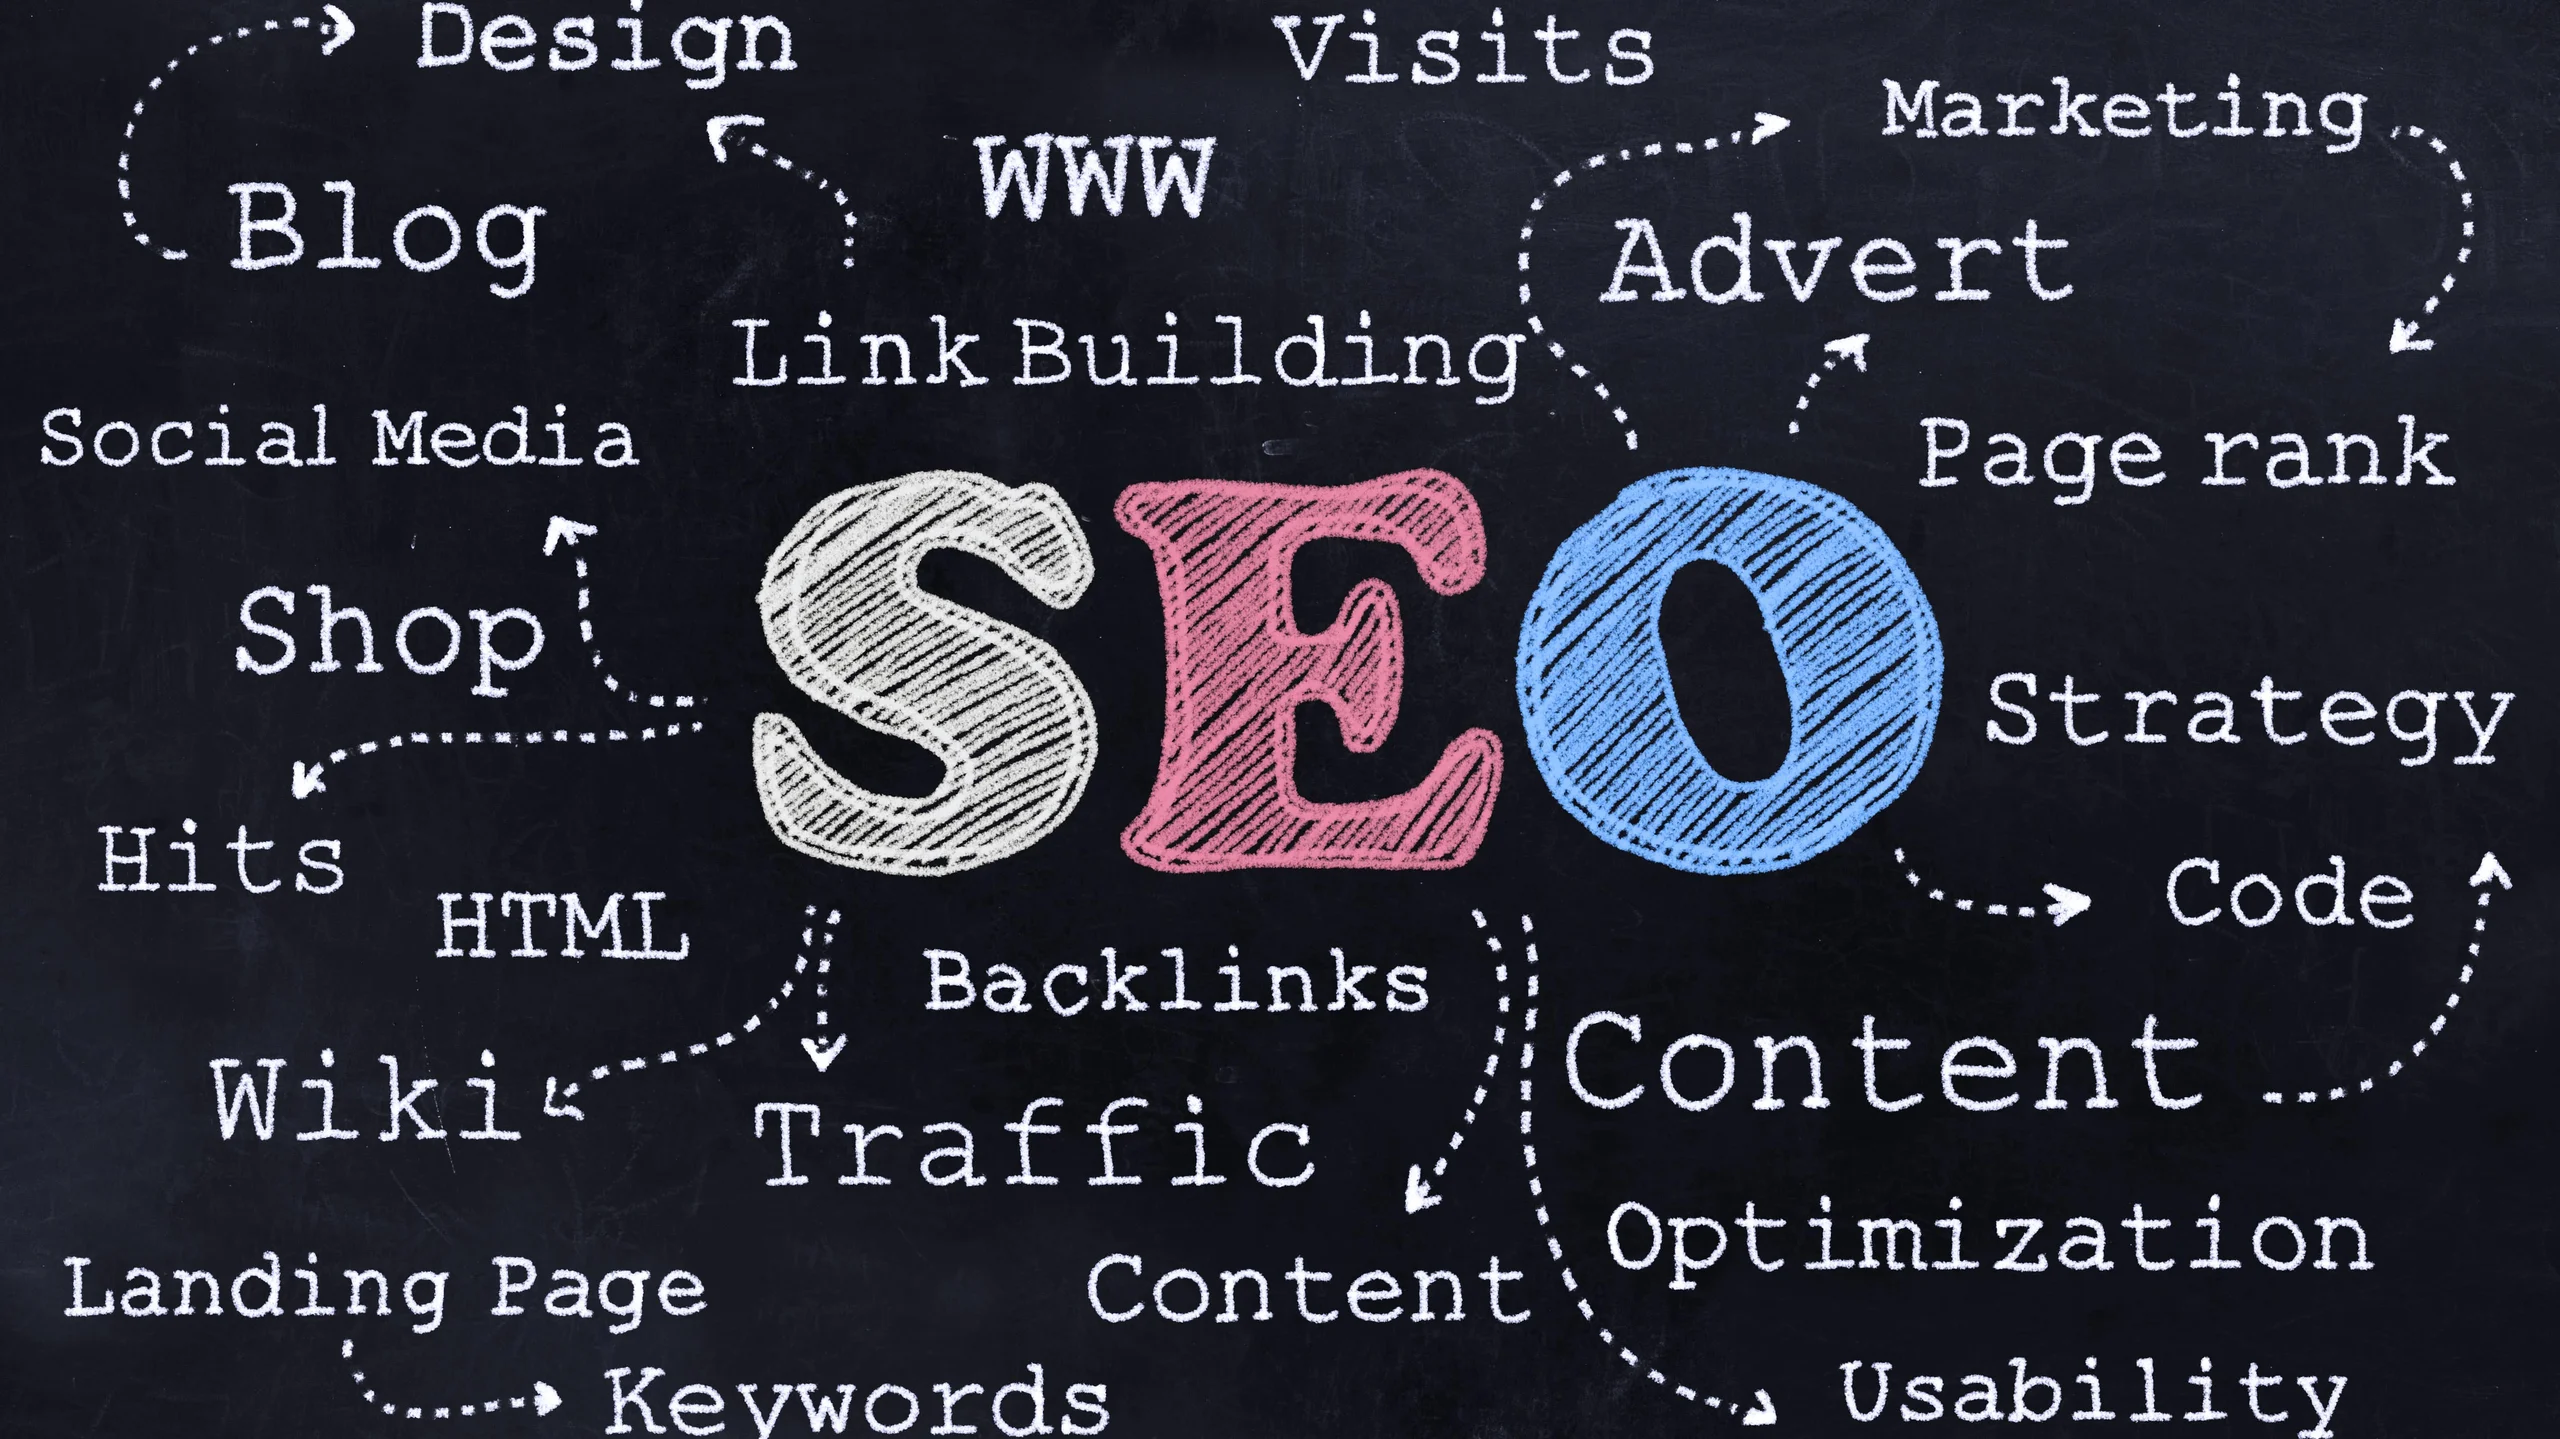 Design
Visits
Marketing
WWW
Blog
Advert
Link Building
Social Media
Page rank
SEO
Shop
Strategy
Hits
HTML
Code
Backlinks
Content
Wiki
Traffic
Optimization
Landing Page
Content
Keywords
Usability